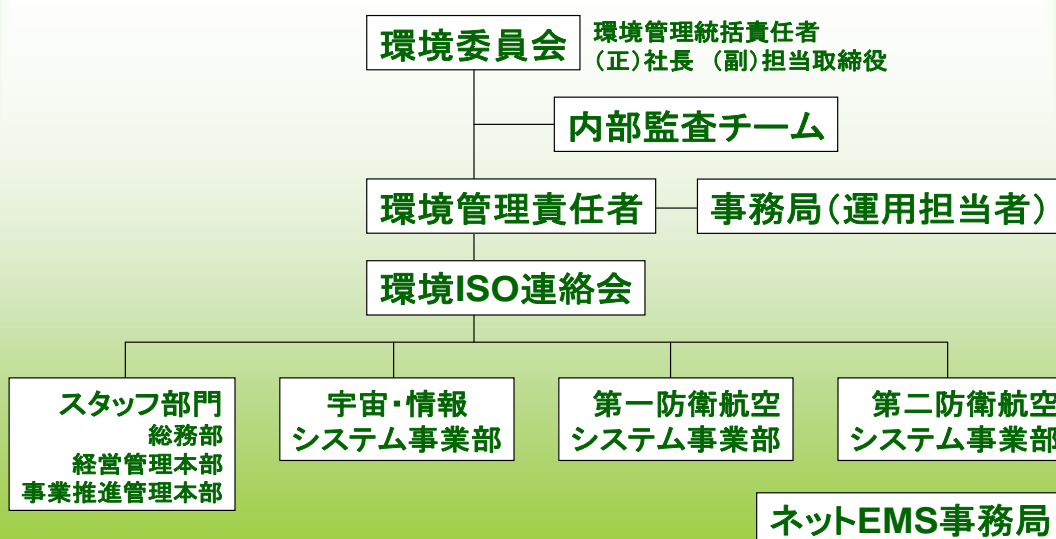 環境委員会
環境管理統括責任者
（正）社長　（副）担当取締役
内部監査チーム
環境管理責任者
事務局（運用担当者）
環境ISO連絡会
スタッフ部門
総務部
経営管理本部
事業推進管理本部
宇宙・情報
システム事業部
第一防衛航空
システム事業部
第二防衛航空
システム事業部
ネットEMS事務局